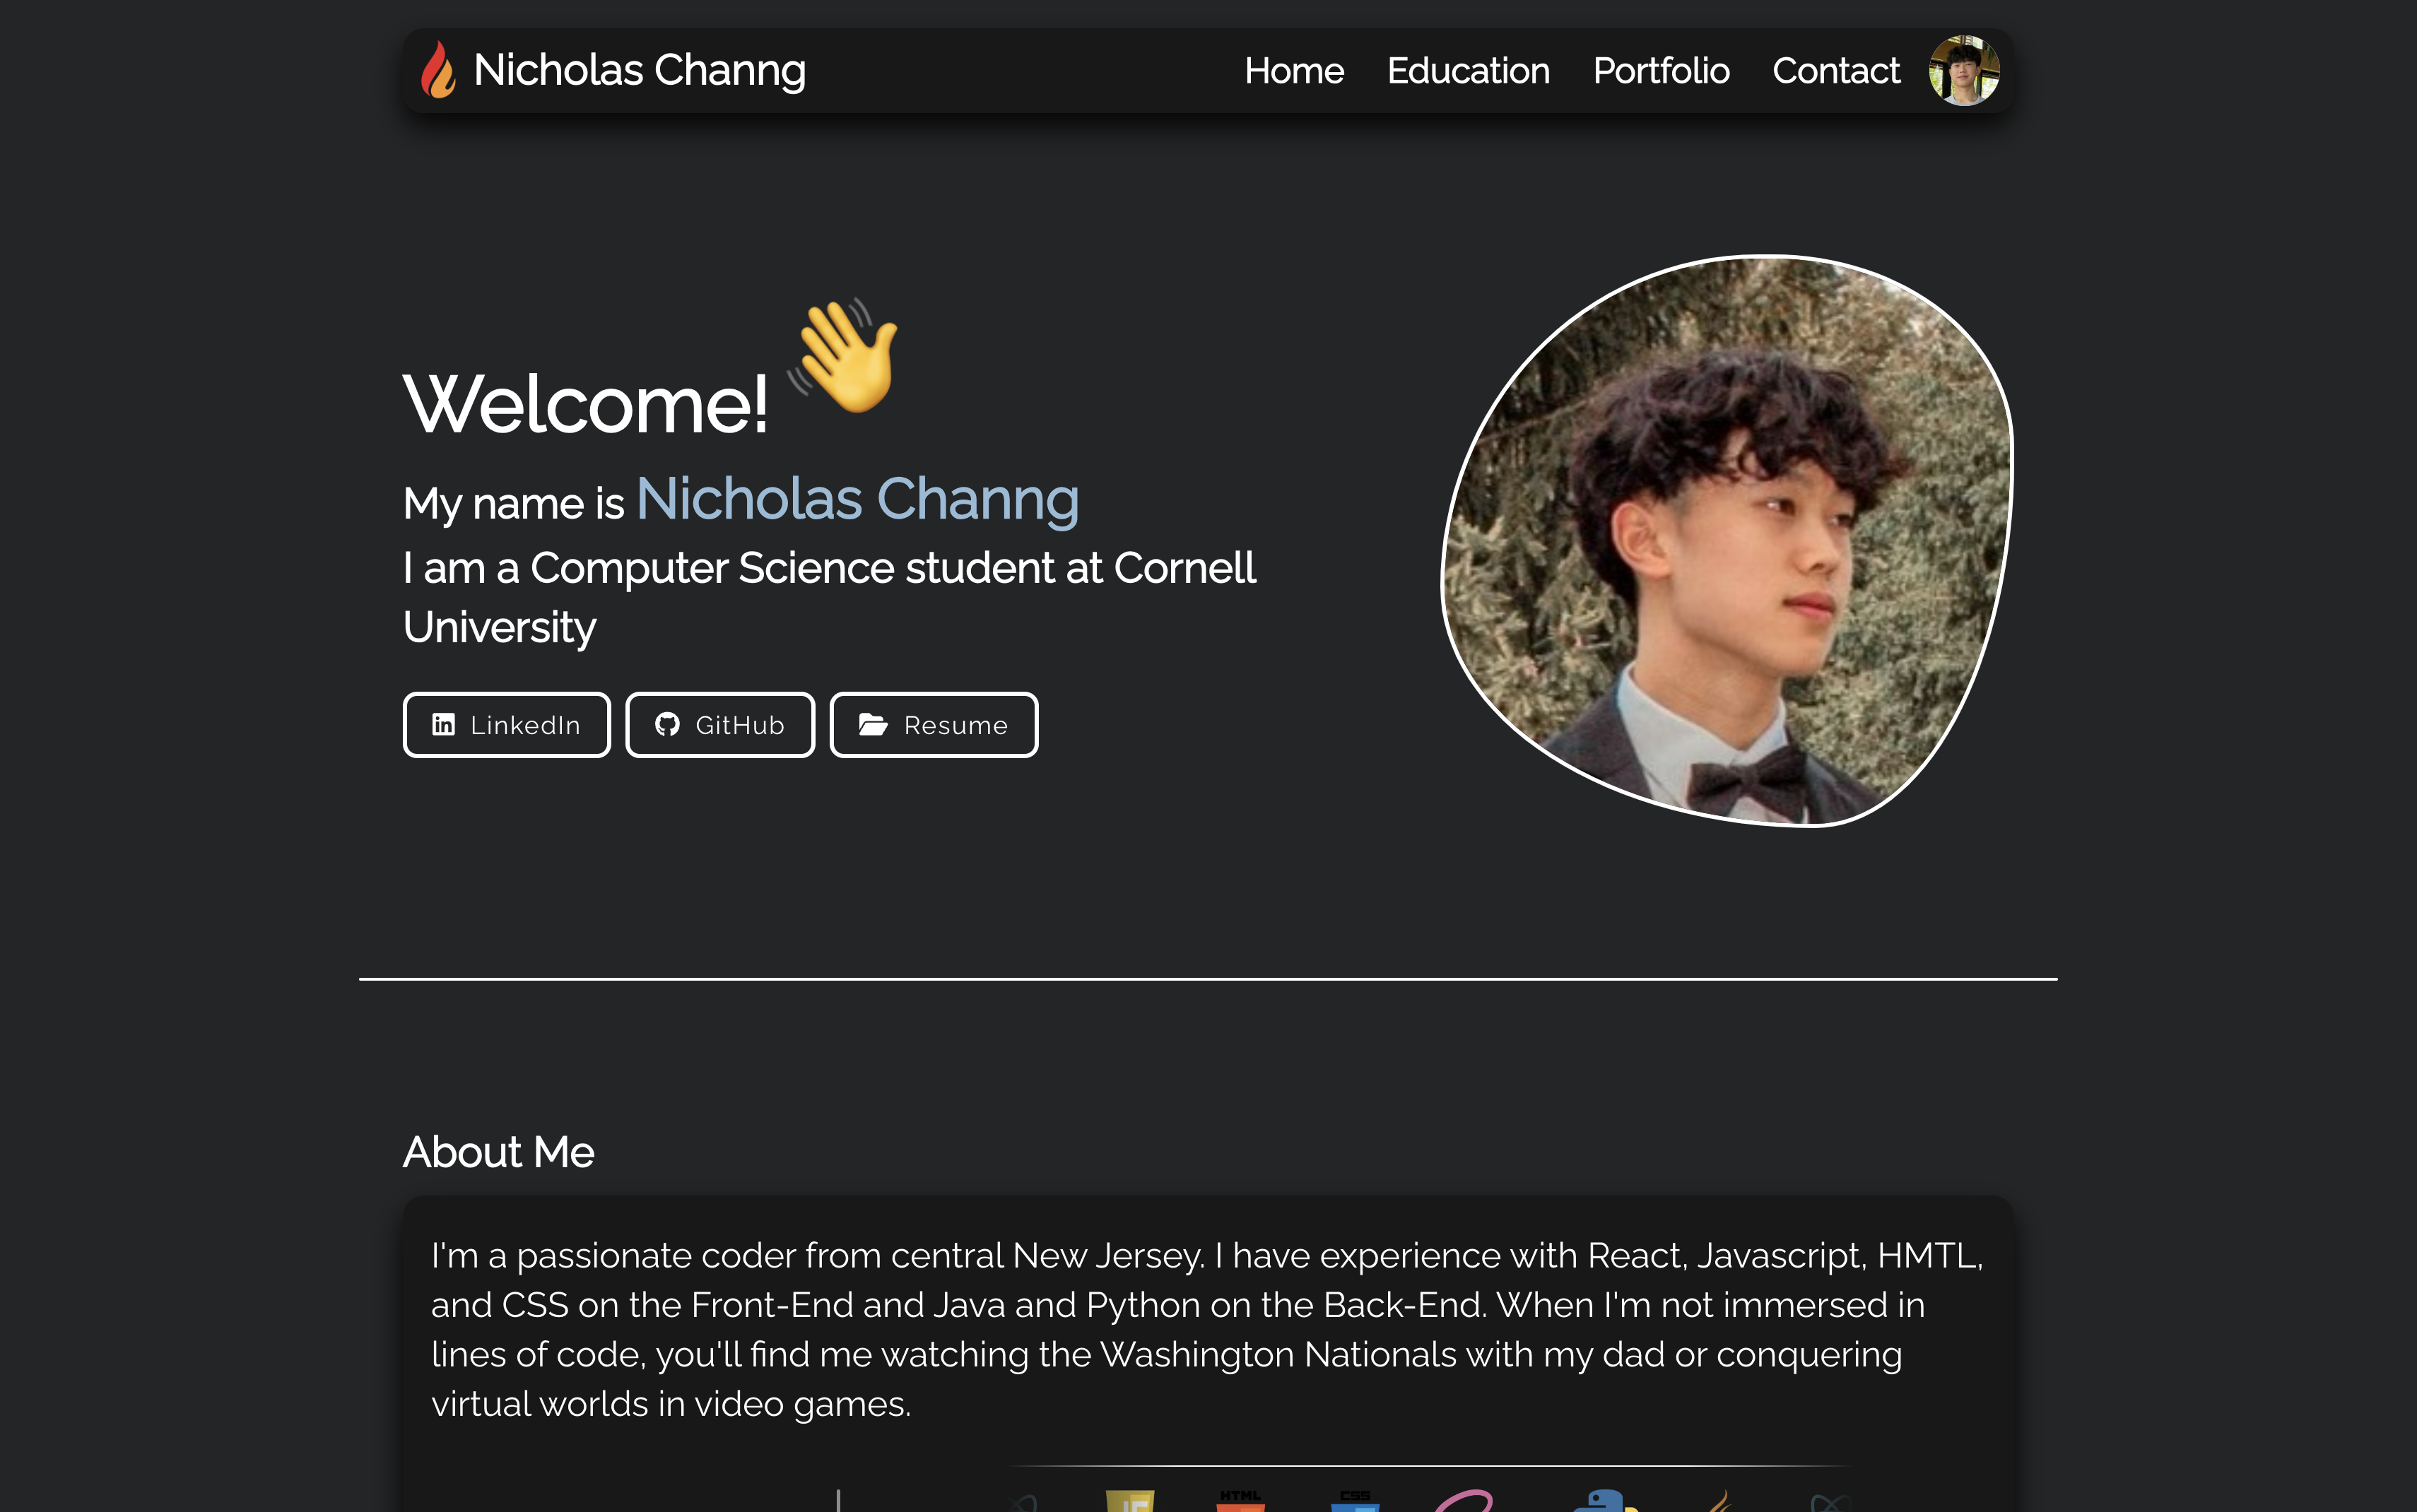 Nicholas Channg
Home Education Portfolio Contact
Welcome!
My name is Nicholas Channg
I am a Computer Science student at Cornell
University
LinkedIn GitHub Resume
About Me
I'm a passionate coder from central New Jersey. I have experience with React, Javascript, HMTL,
and CSS on the Front-End and Java and Python on the Back-End. When I'm not immersed in
lines of code, you'll find me watching the Washington Nationals with my dad or conquering
virtual worlds in video games.
HTML CSS